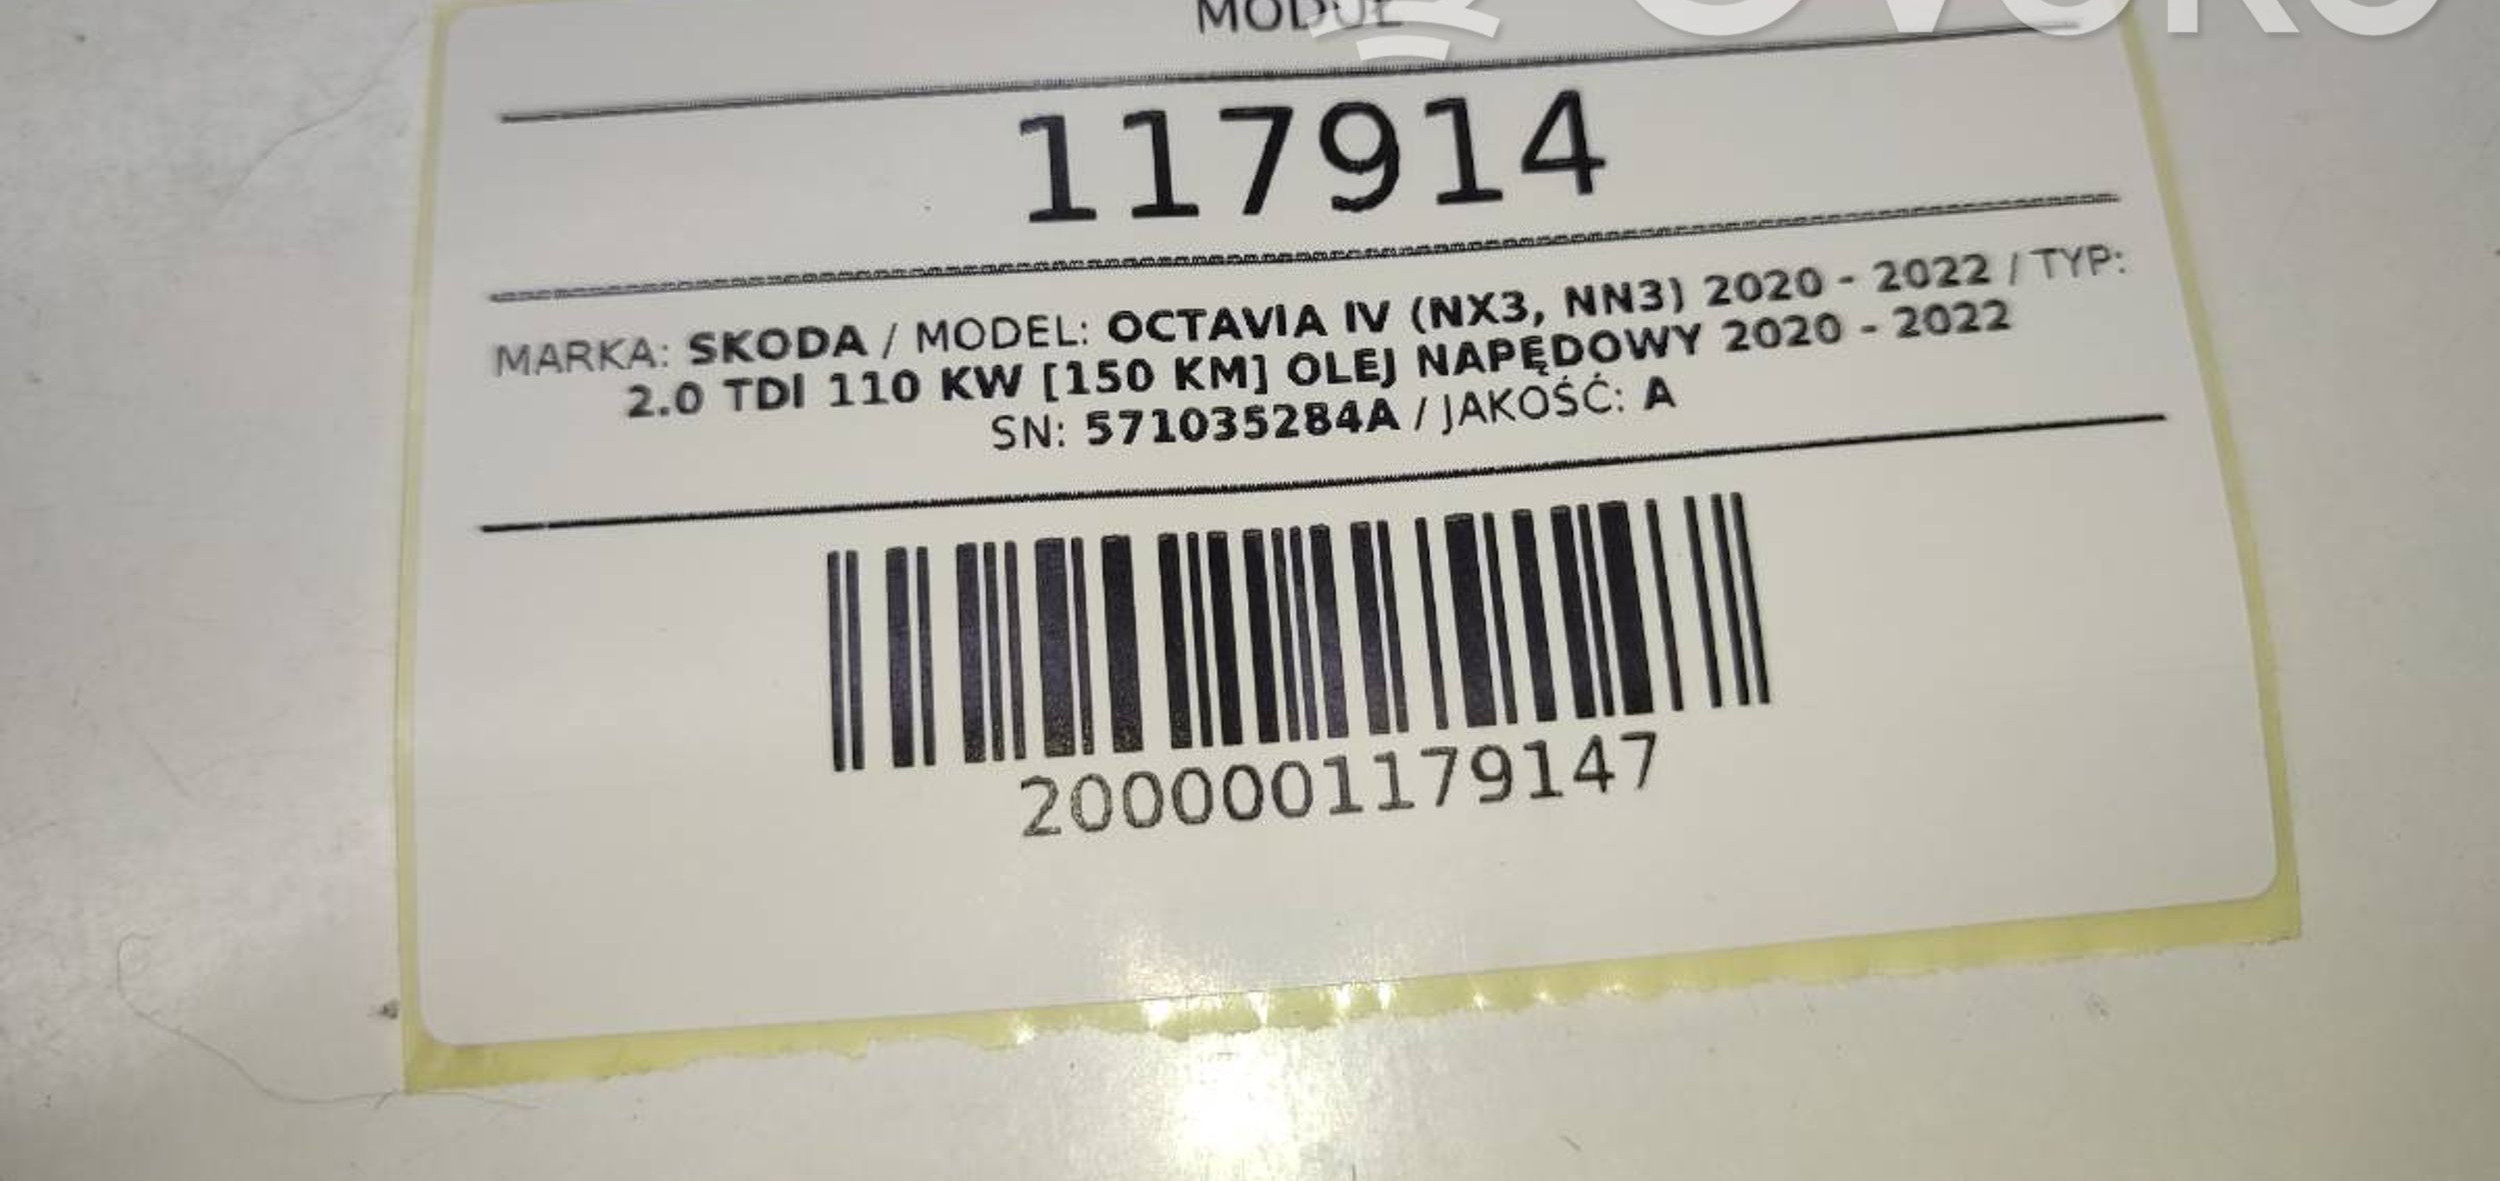 MODUŁ
117914
MARKA: SKODA / MODEL: OCTAVIA IV (NX3, NN3) 2020 - 2022 / TYP:
2.0 TDI 110 KW [150 KM] OLEJ NAPĘDOWY 2020 - 2022
SN: 571035284A / JAKOŚĆ: A
2000001179147